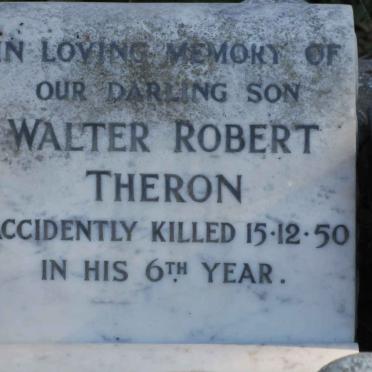 IN LOVING MEMORY OF
OUR DARLING SON
WALTER ROBERT
THERON
ACCIDENTLY KILLED 15·12·50
IN HIS 6TH YEAR.